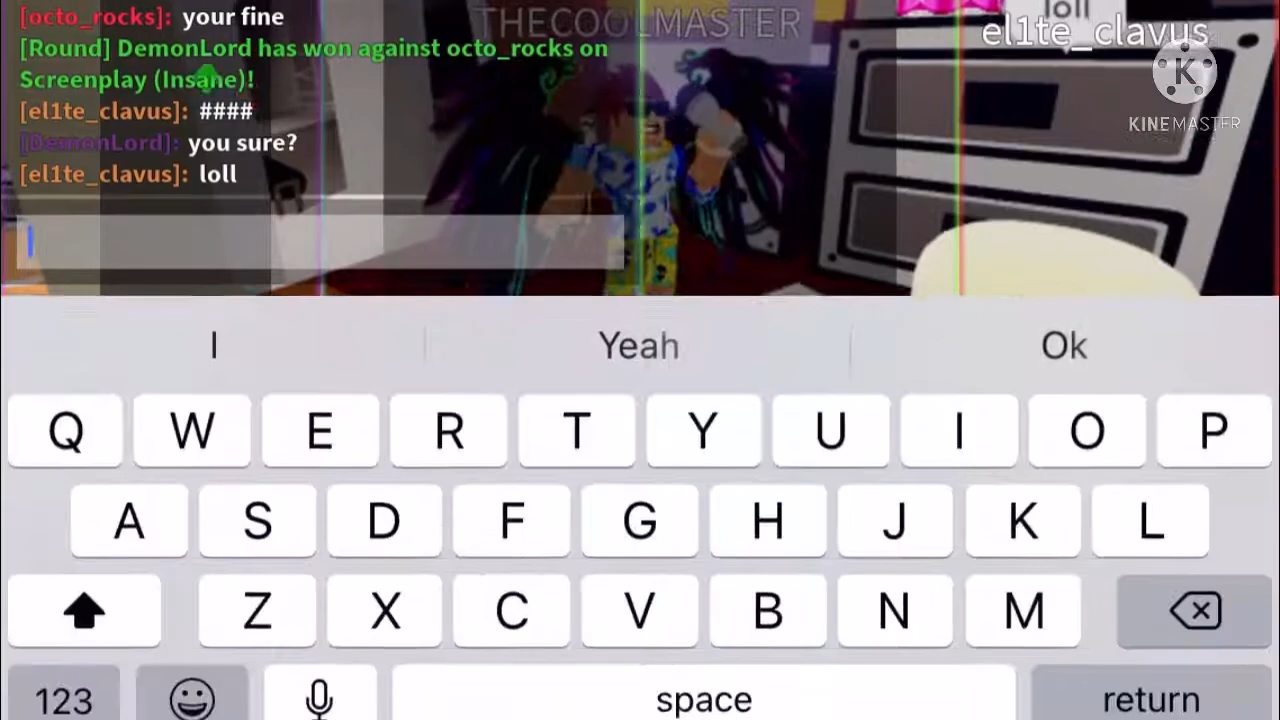 [octo_rocks]: your fine
THECOOLMASTER
loll
el1te_clavus
[Round] DemonLord has won against octo_rocks on
Screenplay (Insane)!
K
KINEMASTER
[el1te_clavus]: ####
[DemonLord]: you sure?
[el1te_clavus]: loll
I Yeah Ok
Q W E R T Y U I O P
A S D F G H J K L
Z X C V B N M
123 space return